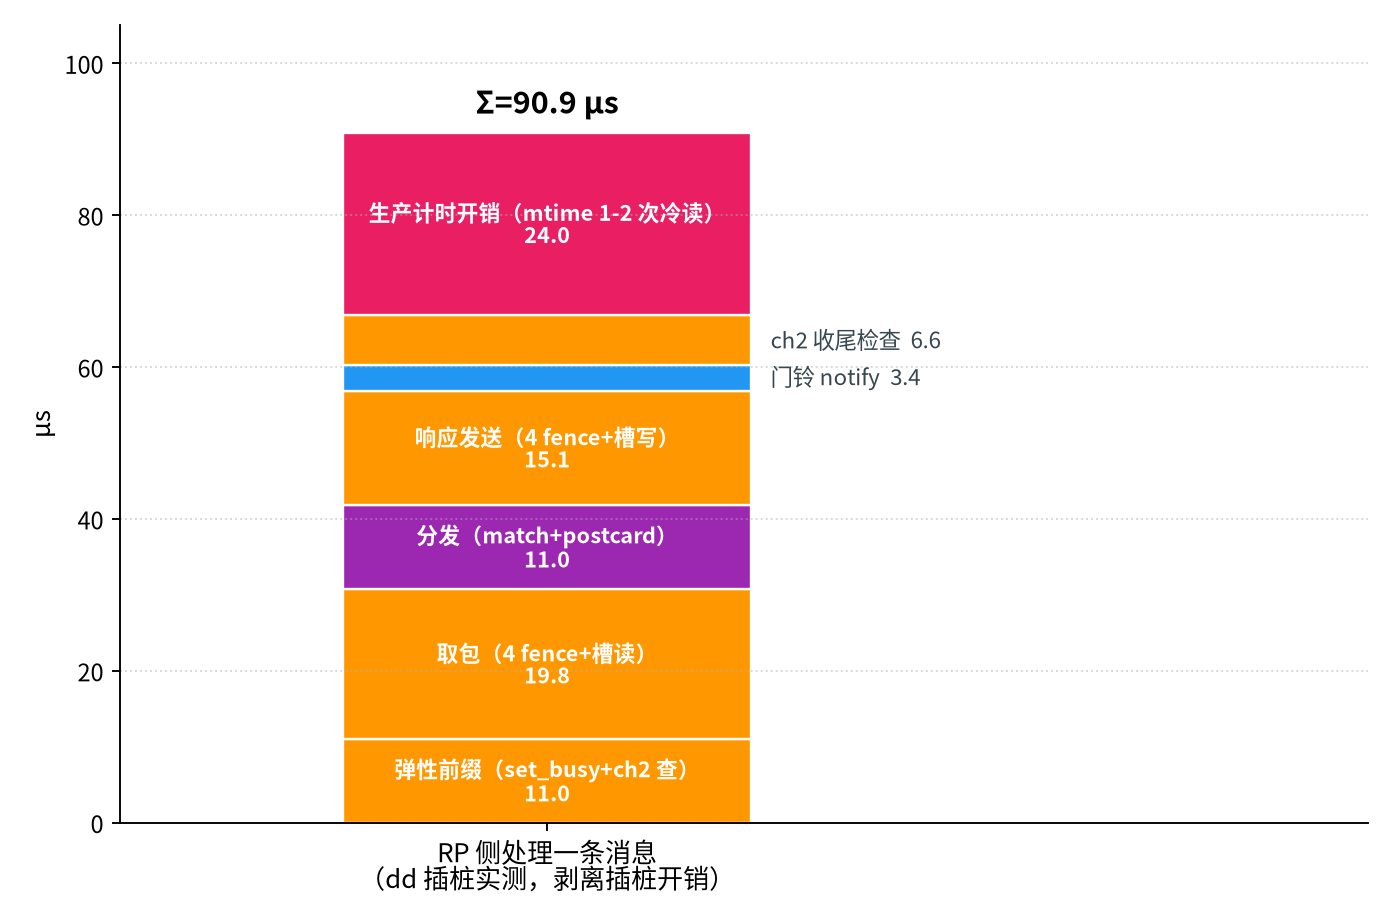 100
80
60
40
20
0
μs
Σ=90.9 μs
生产计时开销（mtime 1-2 次冷读）
24.0
ch2 收尾检查 6.6
门铃 notify 3.4
响应发送（4 fence+槽写）
15.1
分发（match+postcard）
11.0
取包（4 fence+槽读）
19.8
弹性前缀（set_busy+ch2 查）
11.0
RP 侧处理一条消息
（dd 插桩实测，剥离插桩开销）